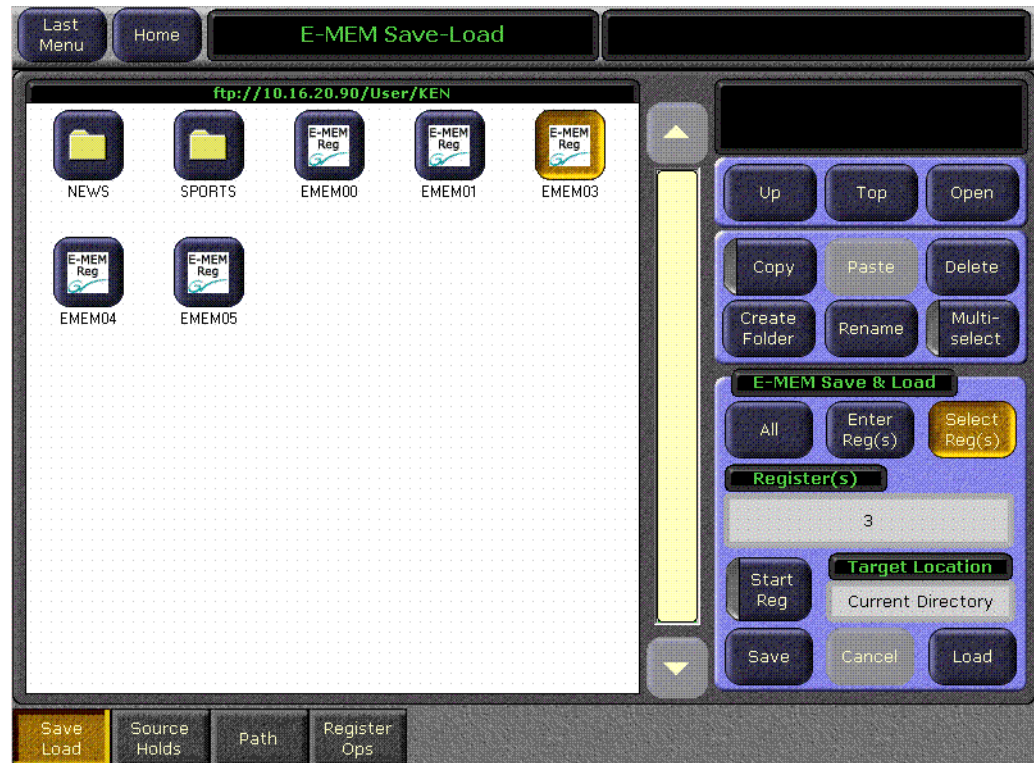 Last
Menu
Home
E-MEM Save-Load
ftp://10.16.20.90/User/KEN
NEWS
SPORTS
E-MEM
Reg
EMEM00
E-MEM
Reg
EMEM01
E-MEM
Reg
EMEM03
E-MEM
Reg
EMEM04
E-MEM
Reg
EMEM05
Up
Top
Open
Copy
Paste
Delete
Create
Folder
Rename
Multi-
select
E-MEM Save & Load
All
Enter
Reg(s)
Select
Reg(s)
Register(s)
3
Start
Reg
Target Location
Current Directory
Save
Cancel
Load
Save
Load
Source
Holds
Path
Register
Ops